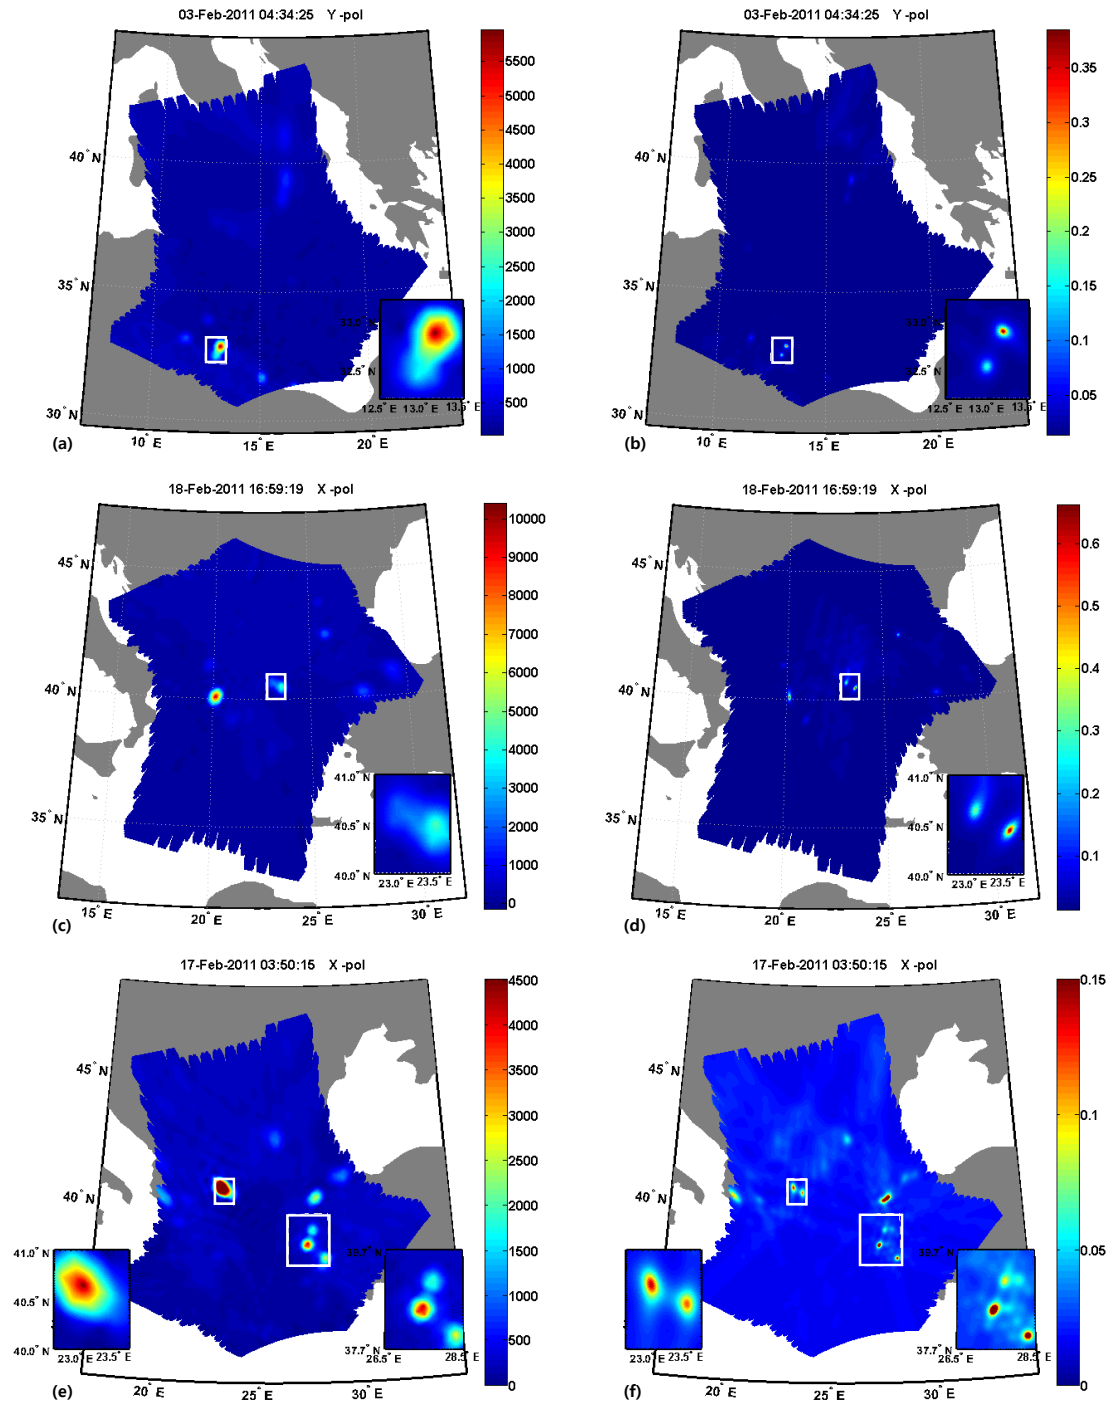 03-Feb-2011 04:34:25 Y -pol
5500
5000
4500
4000
3500
3000
2500
2000
1500
1000
500
40° N
35° N
30° N
10° E
15° E
20° E
33.0° N
32.5° N
12.5° E 13.0° E 13.5° E
(a)
03-Feb-2011 04:34:25 Y -pol
0.35
0.3
0.25
0.2
0.15
0.1
0.05
40° N
35° N
30° N
10° E
15° E
20° E
33.0° N
32.5° N
12.5° E 13.0° E 13.5° E
(b)
18-Feb-2011 16:59:19 X -pol
10000
9000
8000
7000
6000
5000
4000
3000
2000
1000
0
45° N
40° N
35° N
15° E
20° E
25° E
30° E
41.0° N
40.5° N
40.0° N
23.0° E 23.5° E
(c)
18-Feb-2011 16:59:19 X -pol
0.6
0.5
0.4
0.3
0.2
0.1
45° N
40° N
35° N
15° E
20° E
25° E
30° E
41.0° N
40.5° N
40.0° N
23.0° E 23.5° E
(d)
17-Feb-2011 03:50:15 X -pol
4500
4000
3500
3000
2500
2000
1500
1000
500
0
45° N
40° N
20° E
25° E
30° E
41.0° N
40.5° N
40.0° N
23.0° E 23.5° E
39.7° N
37.7° N
26.5° E 28.5° E
(e)
17-Feb-2011 03:50:15 X -pol
0.15
0.1
0.05
0
45° N
40° N
20° E
25° E
30° E
41.0° N
40.5° N
40.0° N
23.0° E 23.5° E
39.7° N
37.7° N
26.5° E 28.5° E
(f)